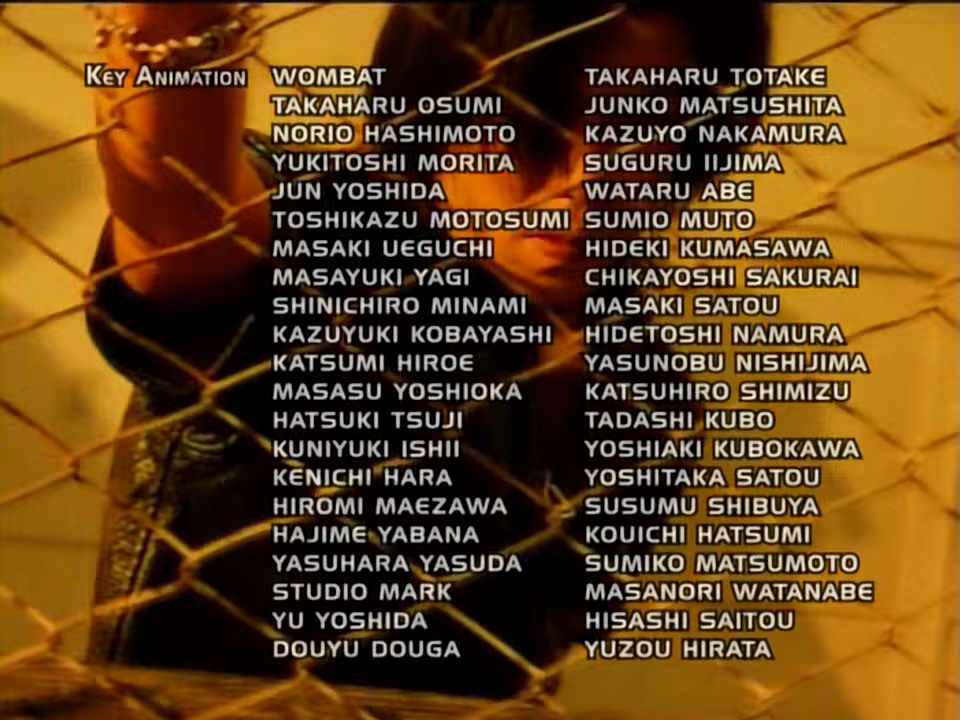 KEY ANIMATION
WOMBAT
TAKAHARU OSUMI
NORIO HASHIMOTO
YUKITOSHI MORITA
JUN YOSHIDA
TOSHIKAZU MOTOSUMI
MASAKI UEGUCHI
MASAYUKI YAGI
SHINICHIRO MINAMI
KAZUYUKI KOBAYASHI
KATSUMI HIROE
MASASU YOSHIOKA
HATSUKI TSUJI
KUNIYUKI ISHII
KENICHI HARA
HIROMI MAEZAWA
HAJIME YABANA
YASUHARA YASUDA
STUDIO MARK
YU YOSHIDA
DOUYU DOUGA
TAKAHARU TOTAKE
JUNKO MATSUSHITA
KAZUYO NAKAMURA
SUGURU IIJIMA
WATARU ABE
SUMIO MUTO
HIDEKI KUMASAWA
CHIKAYOSHI SAKURAI
MASAKI SATOU
HIDETOSHI NAMURA
YASUNOBU NISHIJIMA
KATSUHIRO SHIMIZU
TADASHI KUBO
YOSHIAKI KUBOKAWA
YOSHITAKA SATOU
SUSUMU SHIBUYA
KOUICHI HATSUMI
SUMIKO MATSUMOTO
MASANORI WATANABE
HISASHI SAITOU
YUZOU HIRATA